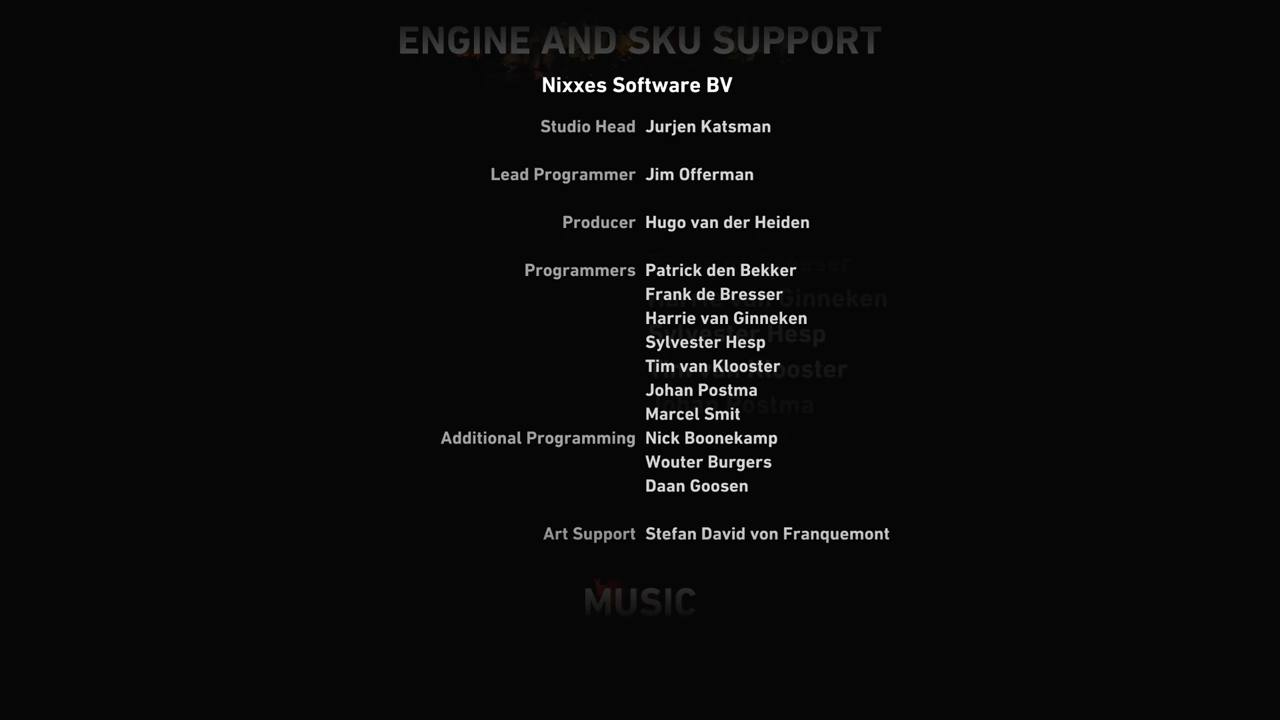 ENGINE AND SKU SUPPORT
Nixxes Software BV
Studio Head Jurjen Katsman
Lead Programmer Jim Offerman
Producer Hugo van der Heiden
Programmers Patrick den Bekker
Frank de Bresser
Harrie van Ginneken
Sylvester Hesp
Tim van Klooster
Johan Postma
Marcel Smit
Additional Programming Nick Boonekamp
Wouter Burgers
Daan Goosen
Art Support Stefan David von Franquemont
MUSIC